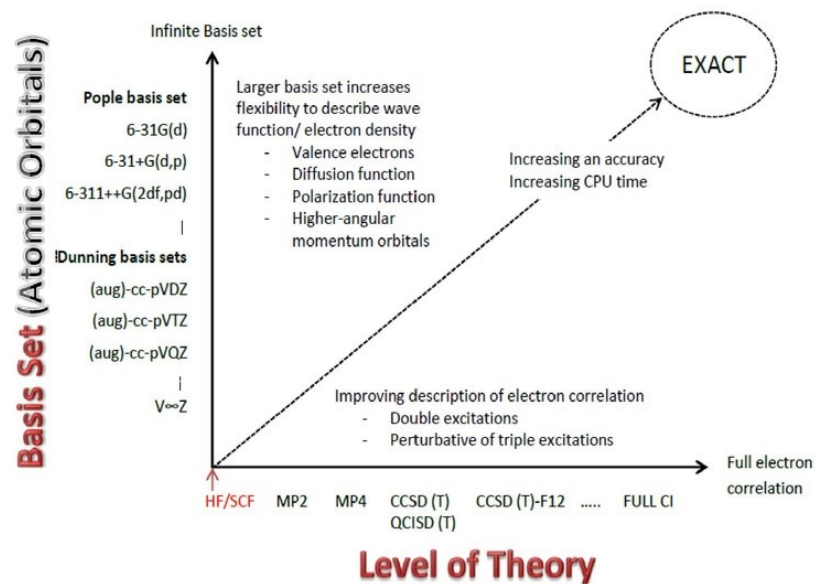 Infinite Basis set
Basis Set (Atomic Orbitals)
Pople basis set
6-31G(d)
6-31+G(d,p)
6-311++G(2df,pd)
|
!Dunning basis sets
(aug)-cc-pVDZ
(aug)-cc-pVTZ
(aug)-cc-pVQZ
¦
V∞Z
Larger basis set increases
flexibility to describe wave
function/ electron density
- Valence electrons
- Diffusion function
- Polarization function
- Higher-angular
momentum orbitals
EXACT
Increasing an accuracy
Increasing CPU time
Improving description of electron correlation
- Double excitations
- Perturbative of triple excitations
Full electron
correlation
HF/SCF MP2 MP4 CCSD (T) CCSD (T)-F12 ..... FULL CI
QCISD (T)
Level of Theory